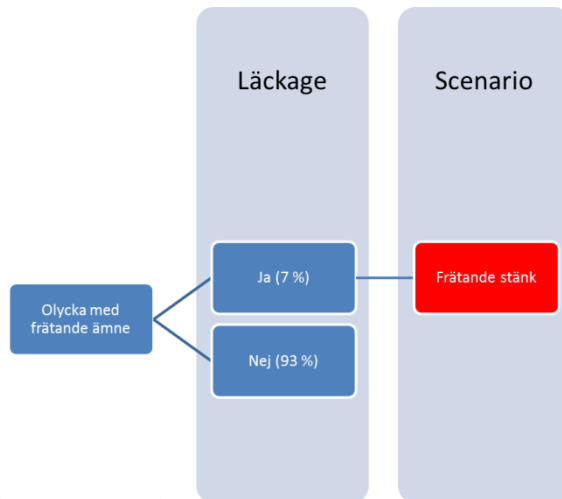 Läckage
Scenario
Ja (7 %)
Frätande stänk
Olycka med
frätande ämne
Nej (93 %)